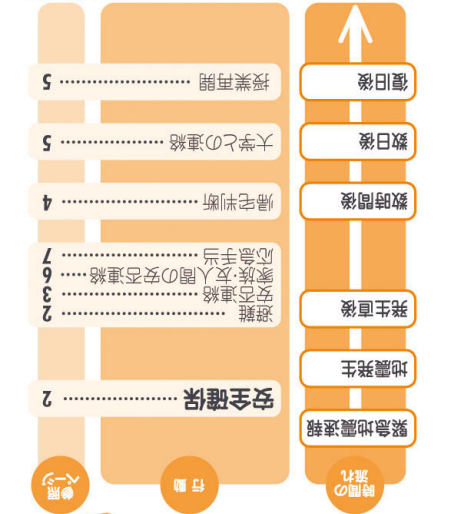 時間の
流れ
行動
参照
ページ
緊急地震速報
安全確保 ………………… 2
地震発生
発生直後
避難 ………………………… 2
安否連絡 …………………… 3
家族・友人間の安否連絡 …… 6
応急手当 …………………… 7
数時間後
帰宅判断 …………………… 4
数日後
大学との連絡 ……………… 5
復旧後
授業再開 …………………… 5